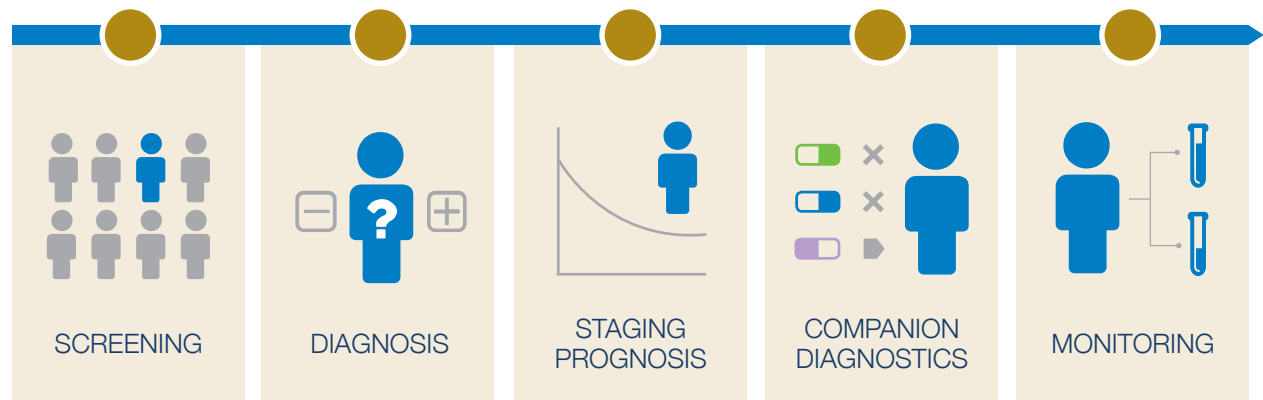 ?
SCREENING
DIAGNOSIS
STAGING
PROGNOSIS
COMPANION
DIAGNOSTICS
MONITORING